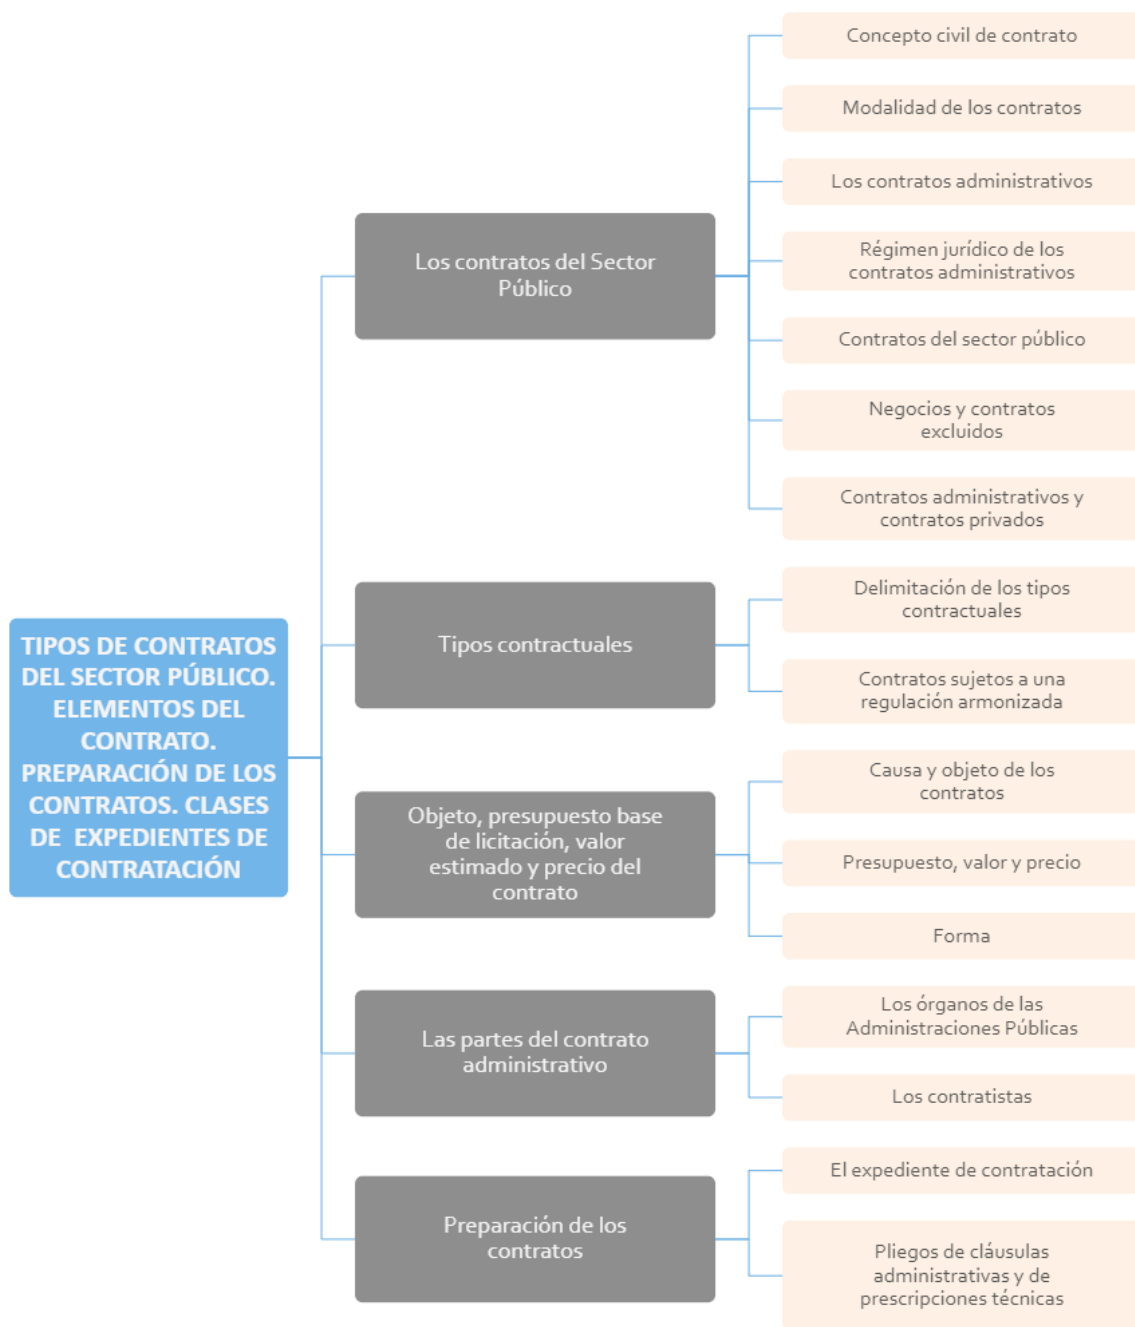 TIPOS DE CONTRATOS
DEL SECTOR PÚBLICO.
ELEMENTOS DEL
CONTRATO.
PREPARACIÓN DE LOS
CONTRATOS. CLASES
DE EXPEDIENTES DE
CONTRATACIÓN
Los contratos del Sector
Público
Concepto civil de contrato
Modalidad de los contratos
Los contratos administrativos
Régimen jurídico de los
contratos administrativos
Contratos del sector público
Negocios y contratos
excluidos
Contratos administrativos y
contratos privados
Tipos contractuales
Delimitación de los tipos
contractuales
Contratos sujetos a una
regulación armonizada
Objeto, presupuesto base
de licitación, valor
estimado y precio del
contrato
Causa y objeto de los
contratos
Presupuesto, valor y precio
Forma
Las partes del contrato
administrativo
Los órganos de las
Administraciones Públicas
Los contratistas
Preparación de los
contratos
El expediente de contratación
Pliegos de cláusulas
administrativas y de
prescripciones técnicas